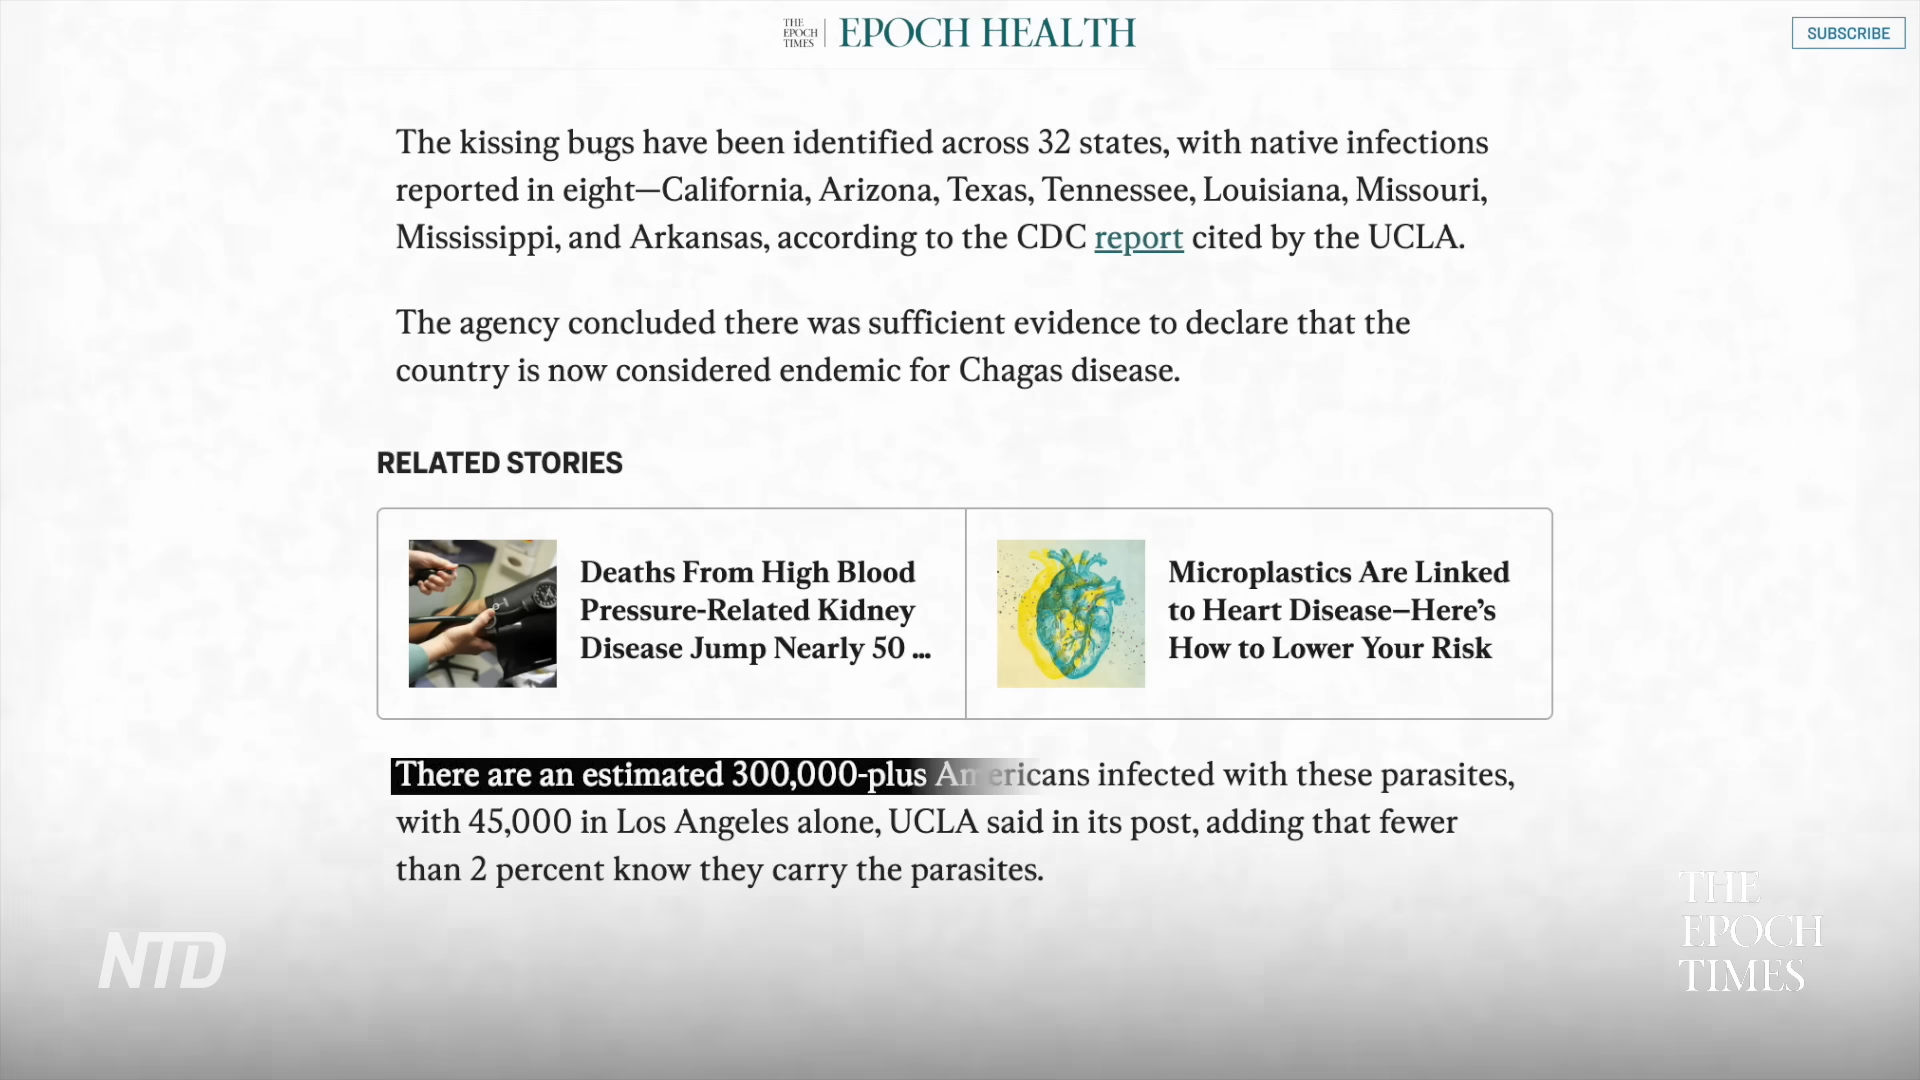 THE
EPOCH
TIMES
EPOCH HEALTH
SUBSCRIBE
The kissing bugs have been identified across 32 states, with native infections
reported in eight—California, Arizona, Texas, Tennessee, Louisiana, Missouri,
Mississippi, and Arkansas, according to the CDC report cited by the UCLA.
The agency concluded there was sufficient evidence to declare that the
country is now considered endemic for Chagas disease.
RELATED STORIES
Deaths From High Blood
Pressure-Related Kidney
Disease Jump Nearly 50 ...
Microplastics Are Linked
to Heart Disease—Here’s
How to Lower Your Risk
There are an estimated 300,000-plus Americans infected with these parasites,
with 45,000 in Los Angeles alone, UCLA said in its post, adding that fewer
than 2 percent know they carry the parasites.
NTD
THE
EPOCH
TIMES